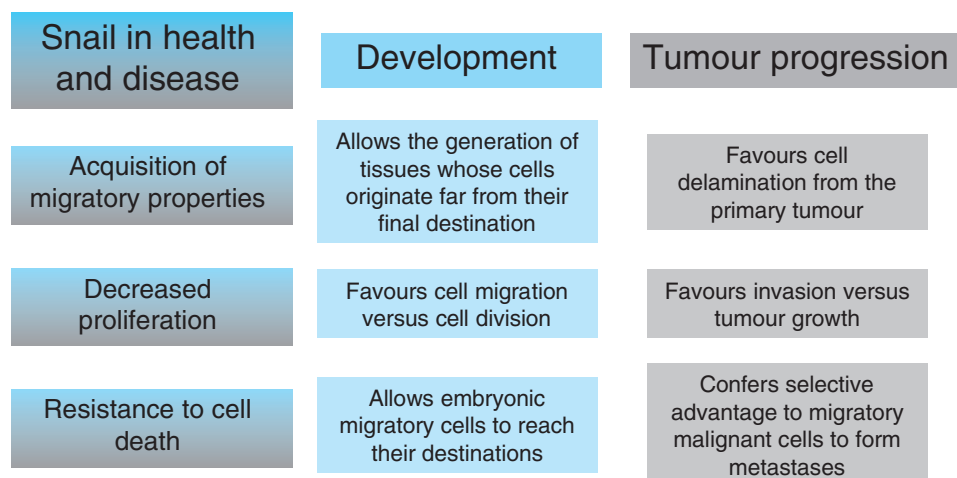 Snail in health
and disease
Development
Tumour progression
Acquisition of
migratory properties
Allows the generation of
tissues whose cells
originate far from their
final destination
Favours cell
delamination from the
primary tumour
Decreased
proliferation
Favours cell migration
versus cell division
Favours invasion versus
tumour growth
Resistance to cell
death
Allows embryonic
migratory cells to reach
their destinations
Confers selective
advantage to migratory
malignant cells to form
metastases